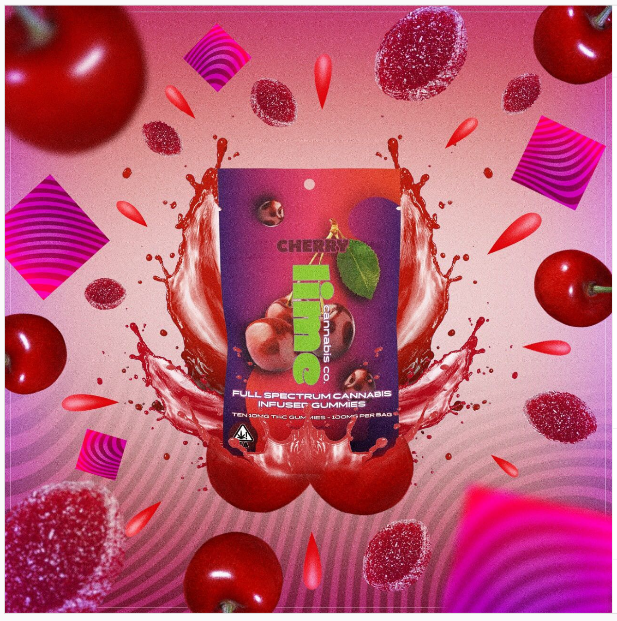 CHERRY
lime
cannabis co.
FULL SPECTRUM CANNABIS
INFUSED GUMMIES
TEN 10MG THC GUMMIES - 100MG PER BAG